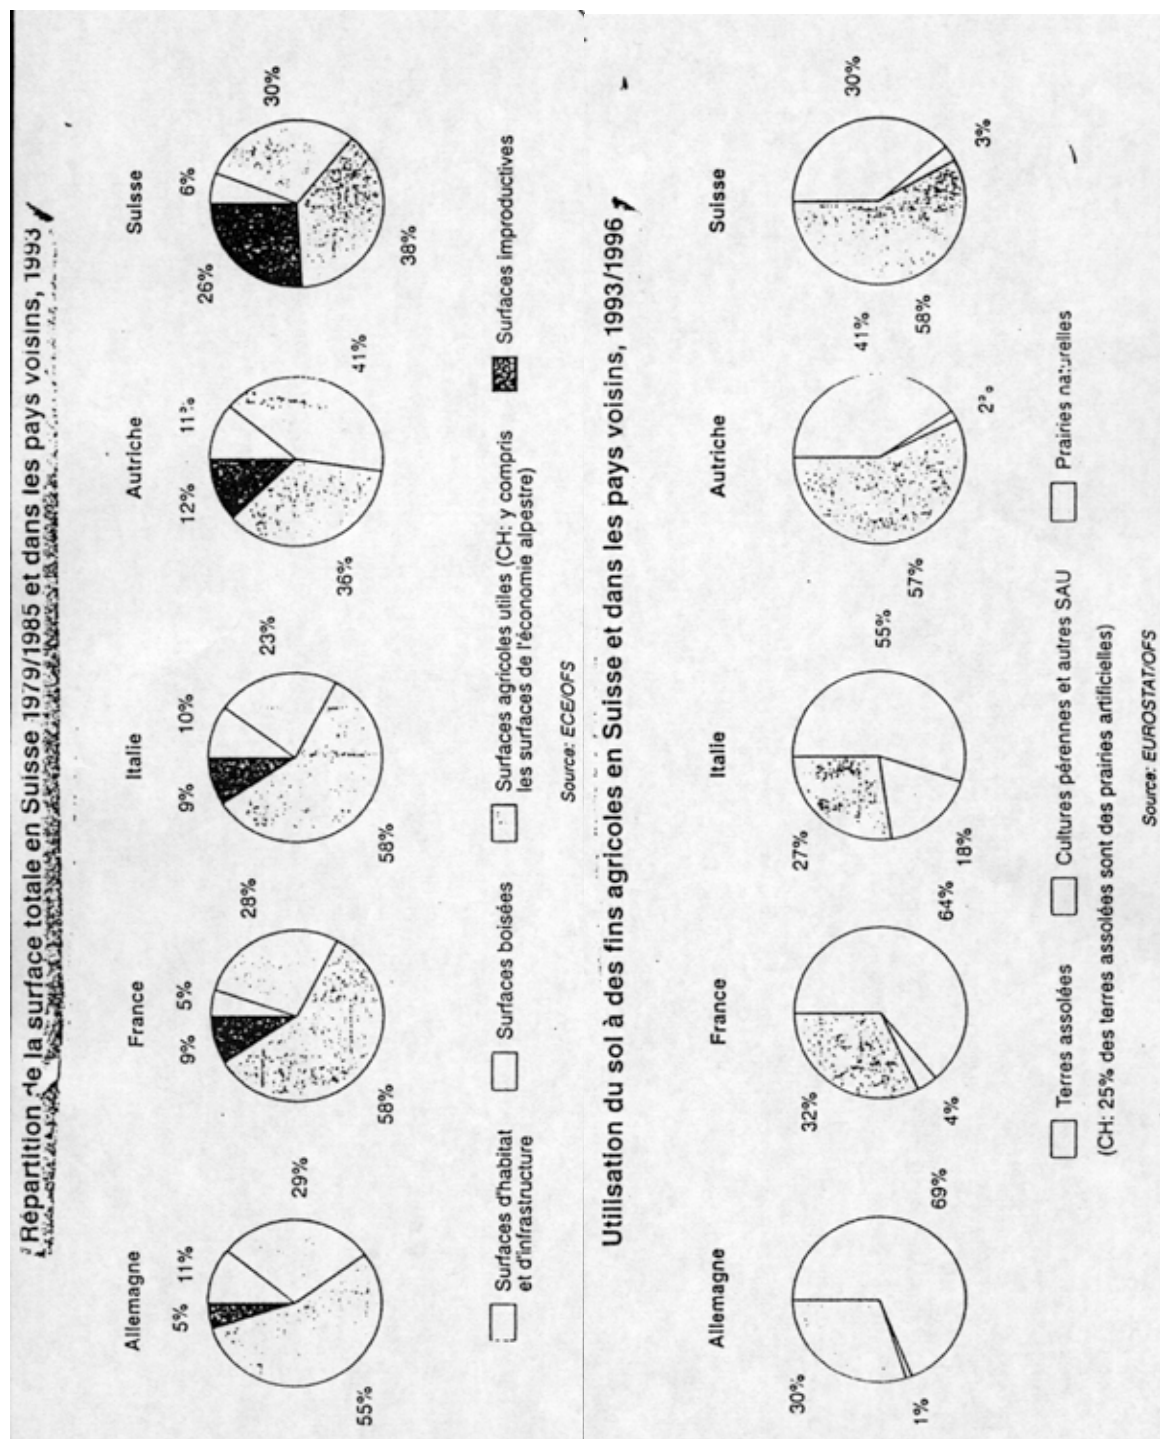 Répartition de la surface totale en Suisse 1979/1985 et dans les pays voisins, 1993
Allemagne
5%
11%
29%
55%
France
9%
5%
28%
58%
Italie
9%
10%
23%
58%
Autriche
12%
11%
41%
36%
Suisse
26%
6%
30%
38%
Surfaces d'habitat
et d'infrastructure
Surfaces boisées
Surfaces agricoles utiles (CH: y compris
les surfaces de l'économie alpestre)
Surfaces improductives
Source: ECE/OFS
Utilisation du sol à des fins agricoles en Suisse et dans les pays voisins, 1993/1996
Allemagne
30%
69%
1%
France
32%
64%
4%
Italie
27%
55%
18%
Autriche
57%
41%
2%
Suisse
58%
30%
3%
Terres assolées
Cultures pérennes et autres SAU
Prairies naturelles
(CH: 25% des terres assolées sont des prairies artificielles)
Source: EUROSTAT/OFS